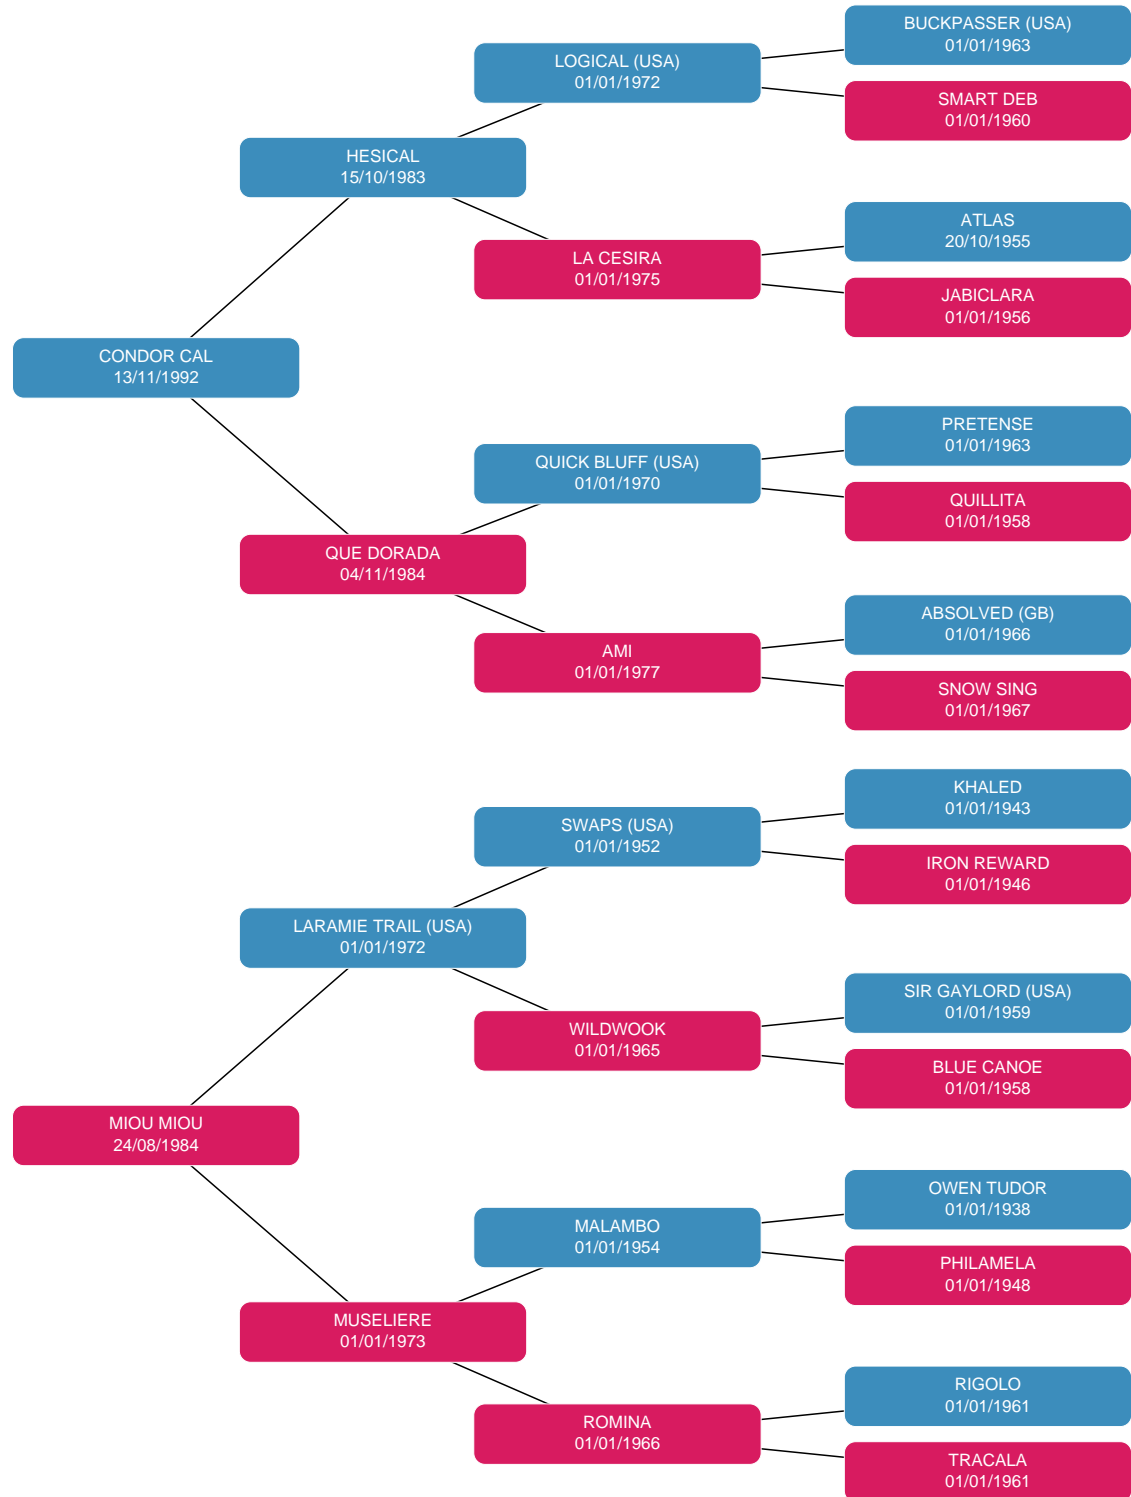 BUCKPASSER (USA)
01/01/1963
LOGICAL (USA)
01/01/1972
SMART DEB
01/01/1960
HESICAL
15/10/1983
ATLAS
20/10/1955
LA CESIRA
01/01/1975
JABICLARA
01/01/1956
CONDOR CAL
13/11/1992
PRETENSE
01/01/1963
QUICK BLUFF (USA)
01/01/1970
QUILLITA
01/01/1958
QUE DORADA
04/11/1984
ABSOLVED (GB)
01/01/1966
AMI
01/01/1977
SNOW SING
01/01/1967
KHALED
01/01/1943
SWAPS (USA)
01/01/1952
IRON REWARD
01/01/1946
LARAMIE TRAIL (USA)
01/01/1972
SIR GAYLORD (USA)
01/01/1959
WILDWOOK
01/01/1965
BLUE CANOE
01/01/1958
MIOU MIOU
24/08/1984
OWEN TUDOR
01/01/1938
MALAMBO
01/01/1954
PHILAMELA
01/01/1948
MUSELIERE
01/01/1973
RIGOLO
01/01/1961
ROMINA
01/01/1966
TRACALA
01/01/1961